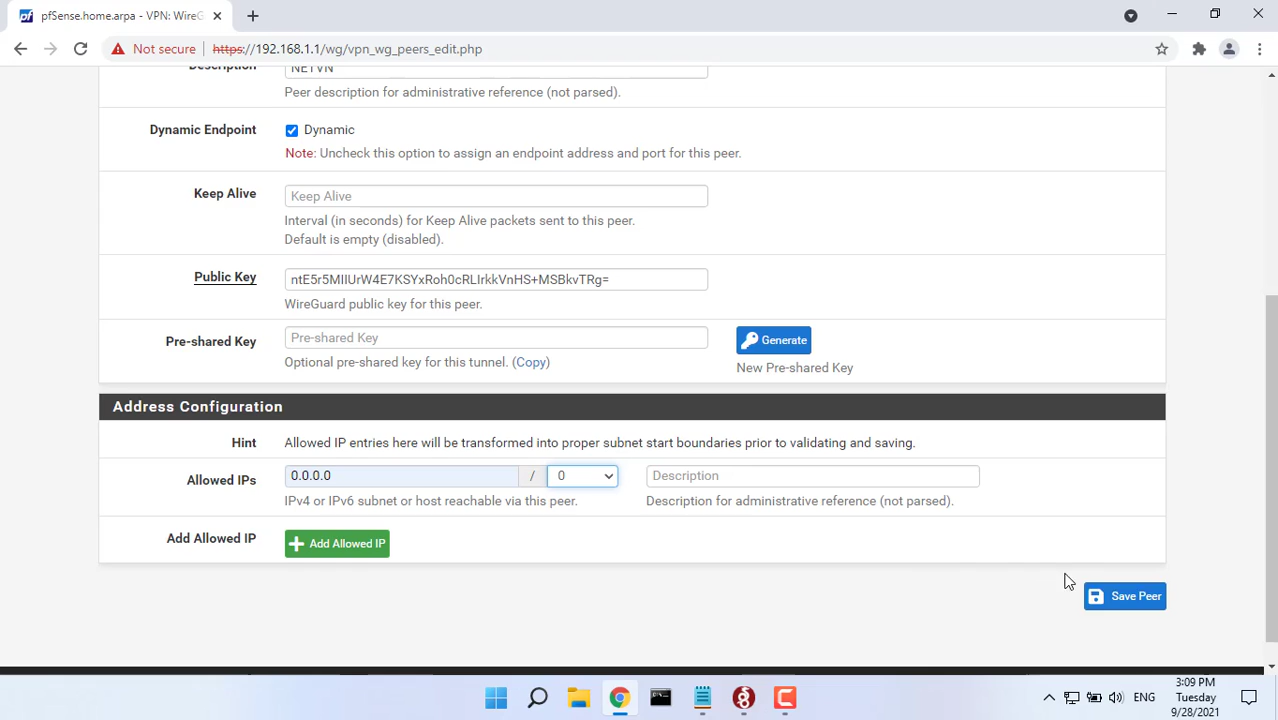 pfSense.home.arpa - VPN: WireG
Not secure
https://192.168.1.1/wg/vpn_wg_peers_edit.php
Description
NETVN
Peer description for administrative reference (not parsed).
Dynamic Endpoint
Dynamic
Note: Uncheck this option to assign an endpoint address and port for this peer.
Keep Alive
Keep Alive
Interval (in seconds) for Keep Alive packets sent to this peer.
Default is empty (disabled).
Public Key
ntE5r5MIIUrW4E7KSYxRoh0cRLIrkkVnHS+MSBkvTRg=
WireGuard public key for this peer.
Pre-shared Key
Pre-shared Key
Generate
Optional pre-shared key for this tunnel. (Copy)
New Pre-shared Key
Address Configuration
Hint
Allowed IP entries here will be transformed into proper subnet start boundaries prior to validating and saving.
Allowed IPs
0.0.0.0
/
0
Description
IPv4 or IPv6 subnet or host reachable via this peer.
Description for administrative reference (not parsed).
Add Allowed IP
Add Allowed IP
Save Peer
ENG
3:09 PM
Tuesday
9/28/2021